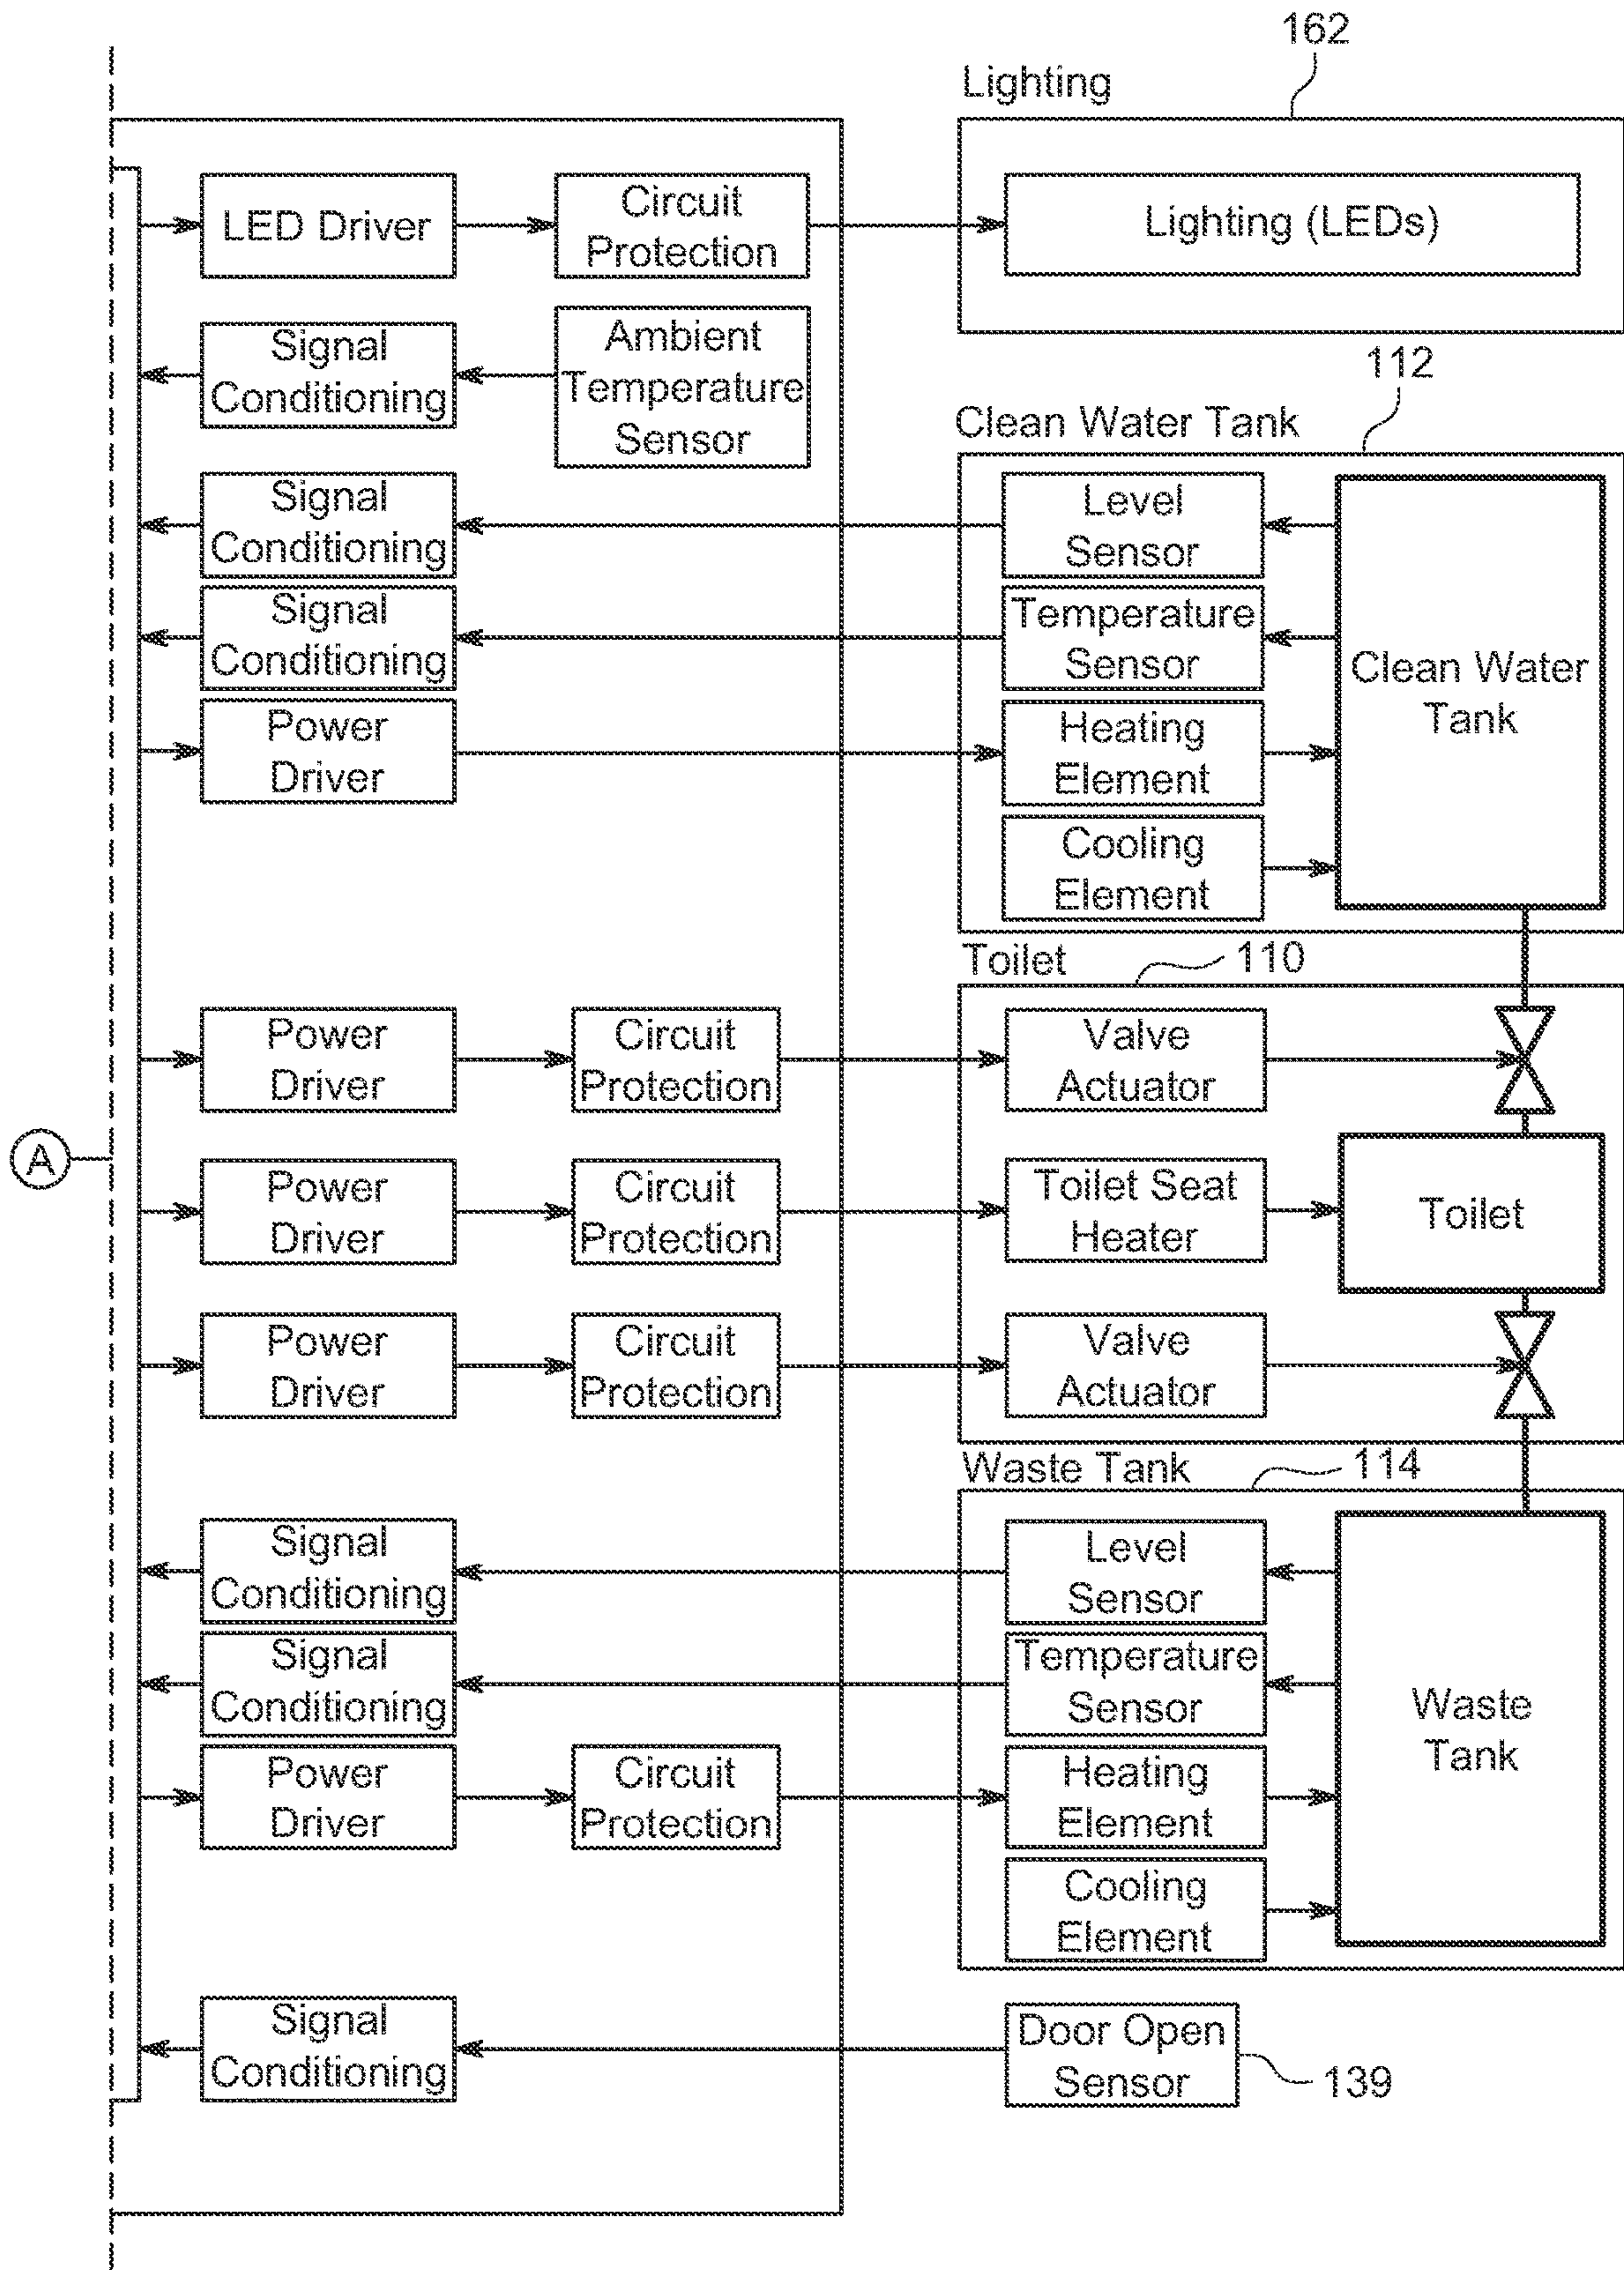 162
Lighting
LED Driver
Circuit
Protection
Lighting (LEDs)
Signal
Conditioning
Ambient
Temperature
Sensor
112
Clean Water Tank
Signal
Conditioning
Level
Sensor
Signal
Conditioning
Temperature
Sensor
Clean Water
Tank
Power
Driver
Heating
Element
Cooling
Element
Toilet
110
Power
Driver
Circuit
Protection
Valve
Actuator
A
Power
Driver
Circuit
Protection
Toilet Seat
Heater
Toilet
Power
Driver
Circuit
Protection
Valve
Actuator
Waste Tank
114
Signal
Conditioning
Level
Sensor
Signal
Conditioning
Temperature
Sensor
Waste
Tank
Power
Driver
Circuit
Protection
Heating
Element
Cooling
Element
Signal
Conditioning
Door Open
Sensor
139